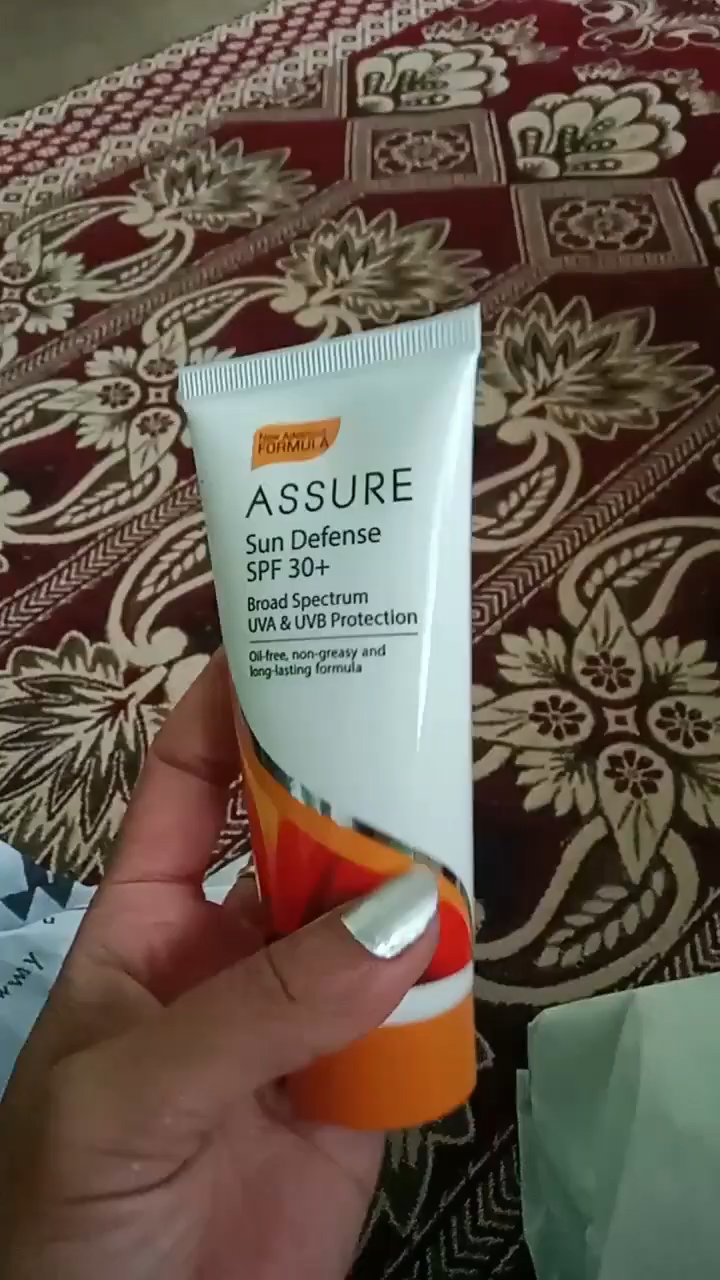 New Advanced
FORMULA
ASSURE
Sun Defense
SPF 30+
Broad Spectrum
UVA & UVB Protection
Oil-free, non-greasy and
long-lasting formula